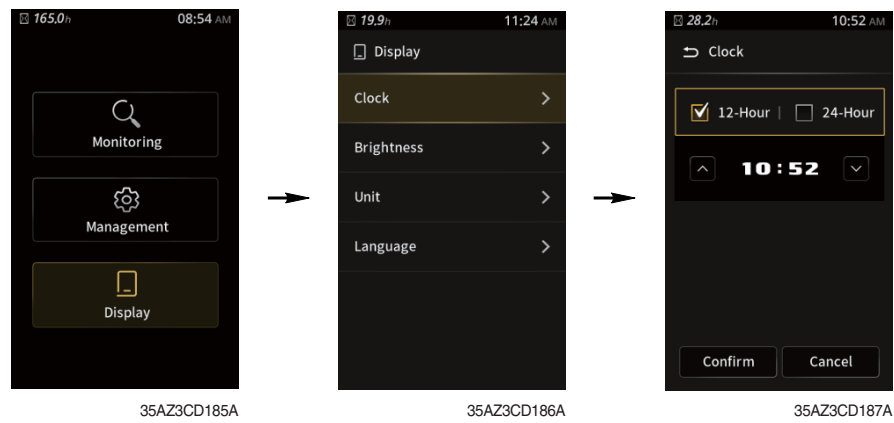 165.0h 08:54 AM
Monitoring
Management
Display
35AZ3CD185A
19.9h 11:24 AM
Display
Clock
Brightness
Unit
Language
35AZ3CD186A
28.2h 10:52 AM
Clock
12-Hour | 24-Hour
10:52
Confirm Cancel
35AZ3CD187A